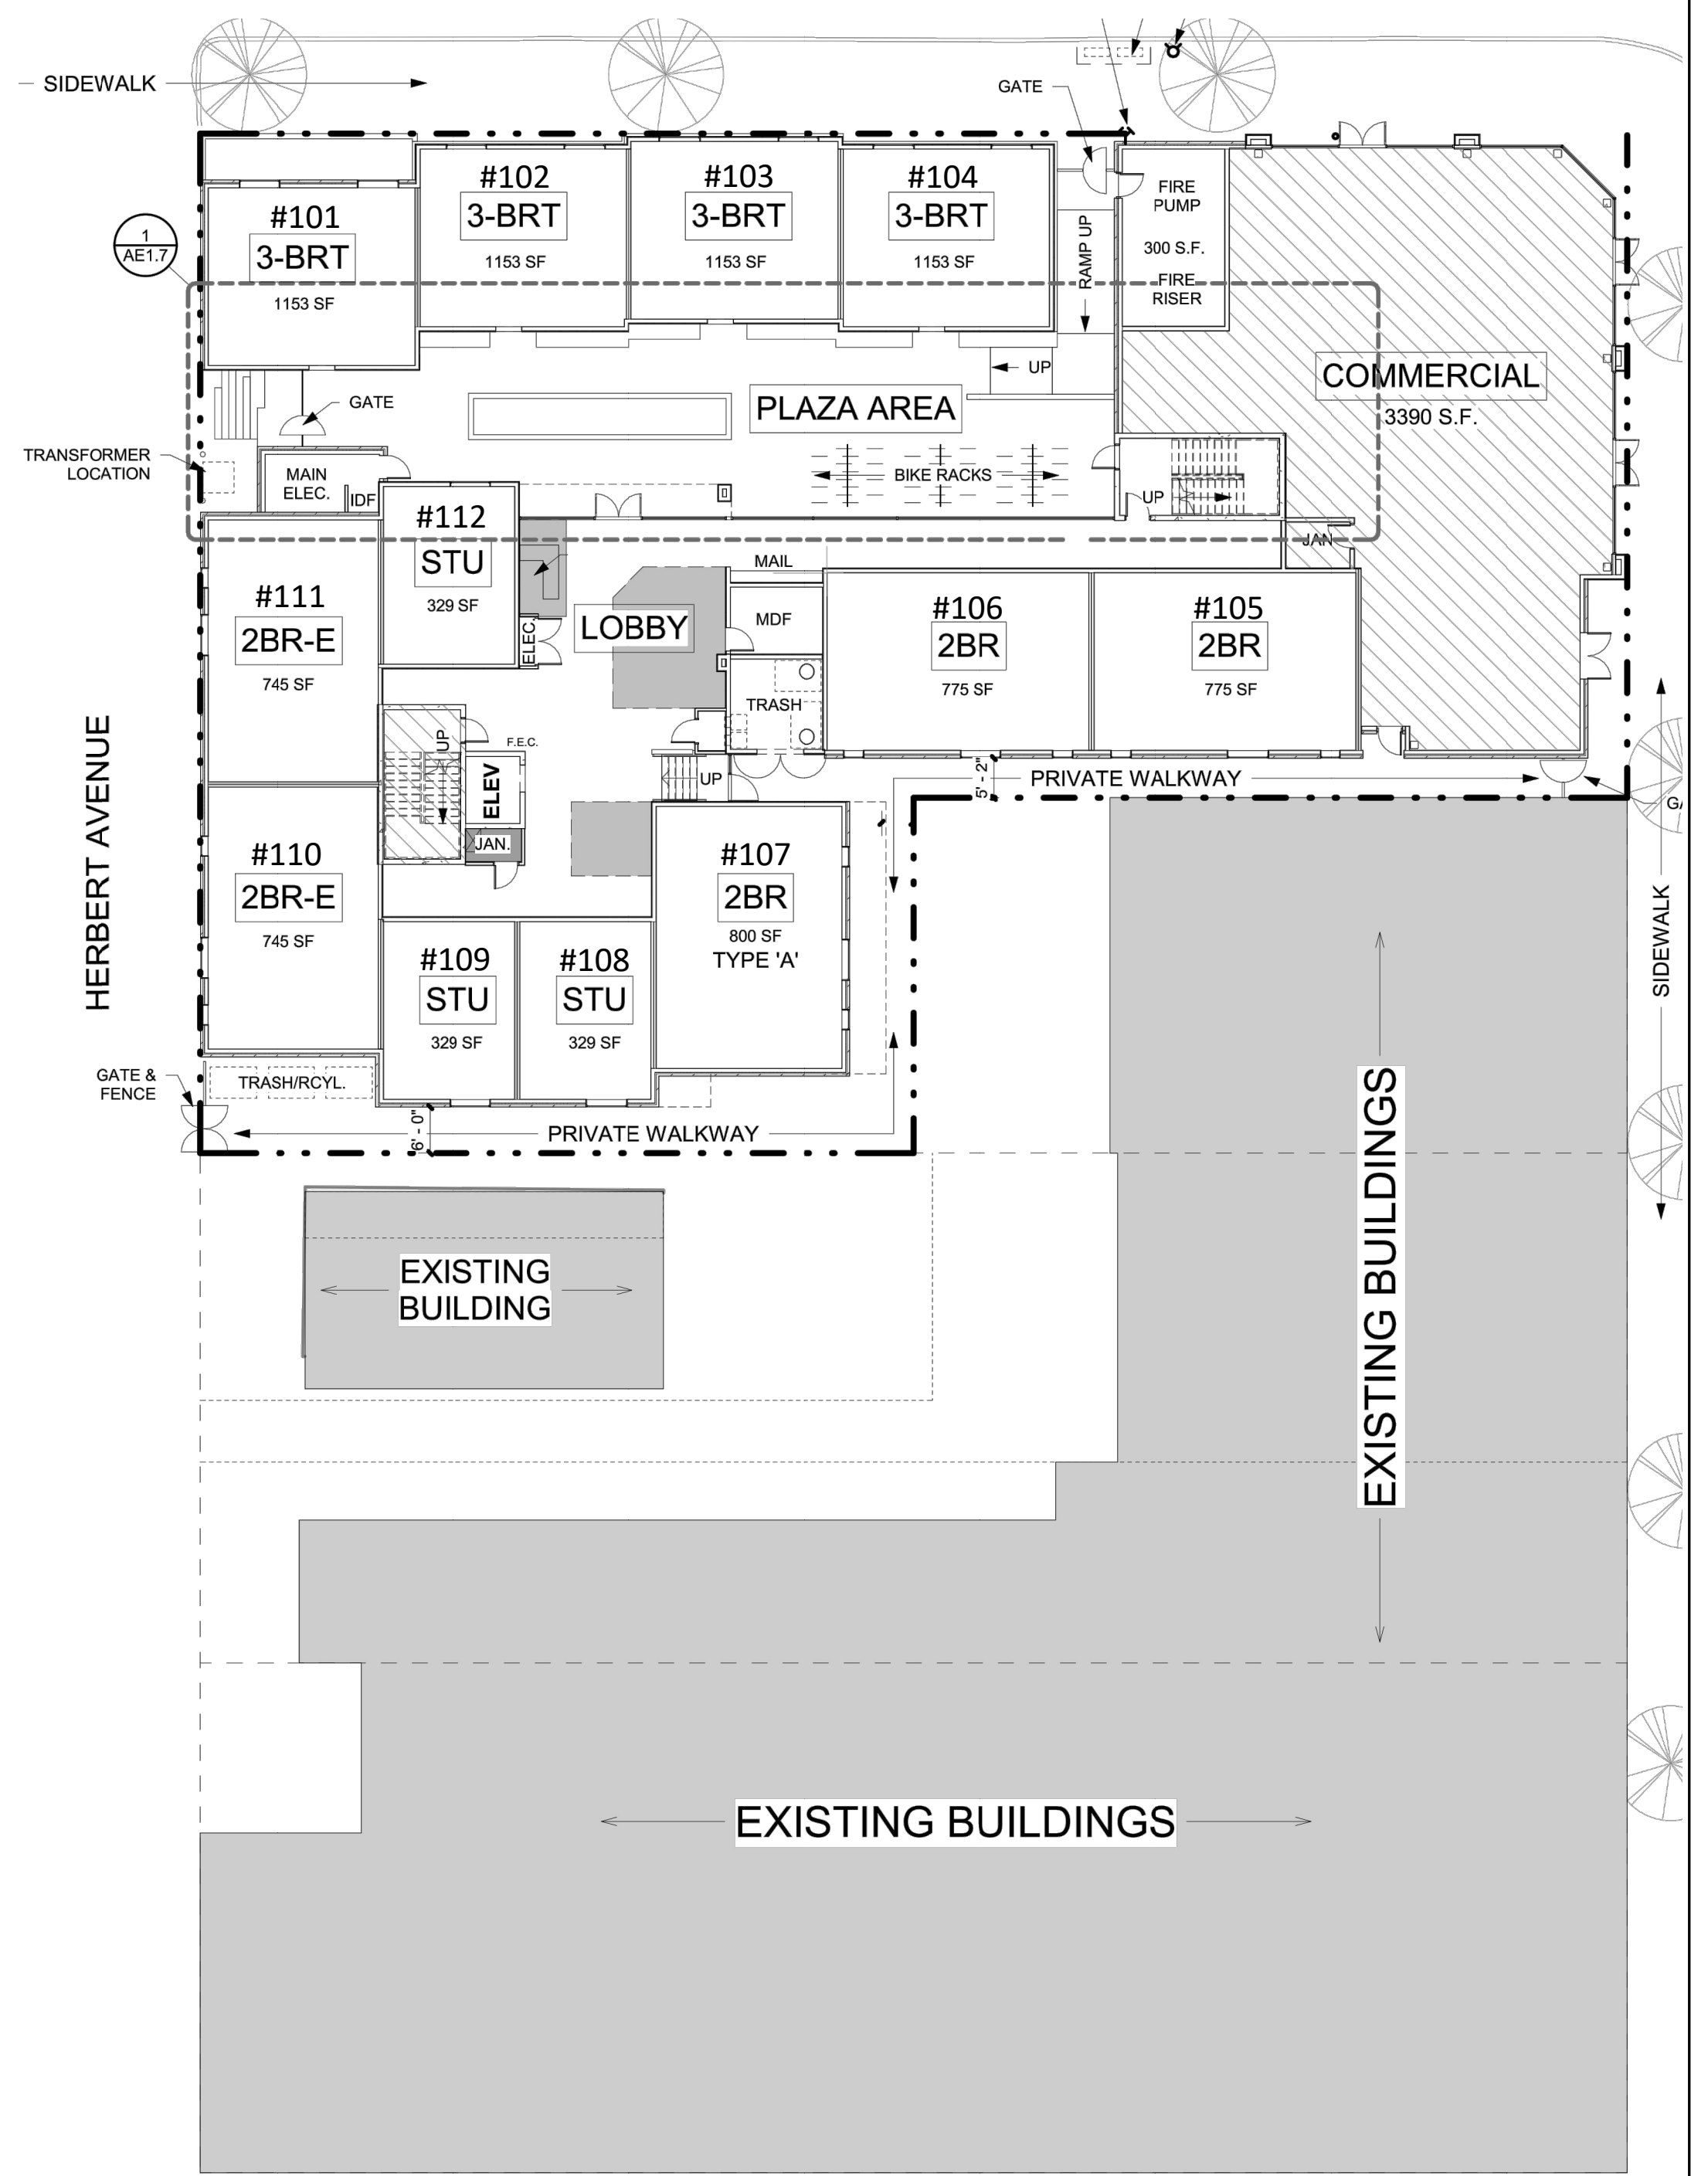 SIDEWALK
GATE
#101
3-BRT
1153 SF
#102
3-BRT
1153 SF
#103
3-BRT
1153 SF
#104
3-BRT
1153 SF
RAMP UP
FIRE
PUMP
300 S.F.
FIRE
RISER
1
AE1.7
COMMERCIAL
3390 S.F.
UP
PLAZA AREA
GATE
TRANSFORMER
LOCATION
MAIN
ELEC.
IDF
BIKE RACKS
UP
JAN
#112
STU
329 SF
MAIL
MDF
LOBBY
ELEC.
#111
2BR-E
745 SF
#106
2BR
775 SF
#105
2BR
775 SF
TRASH
UP
F.E.C.
ELEV
JAN.
UP
5' - 2"
PRIVATE WALKWAY
HERBERT AVENUE
#110
2BR-E
745 SF
#107
2BR
800 SF
TYPE 'A'
#109
STU
329 SF
#108
STU
329 SF
SIDEWALK
GATE &
FENCE
TRASH/RCYL.
6' - 0"
PRIVATE WALKWAY
EXISTING
BUILDING
EXISTING BUILDINGS
EXISTING BUILDINGS